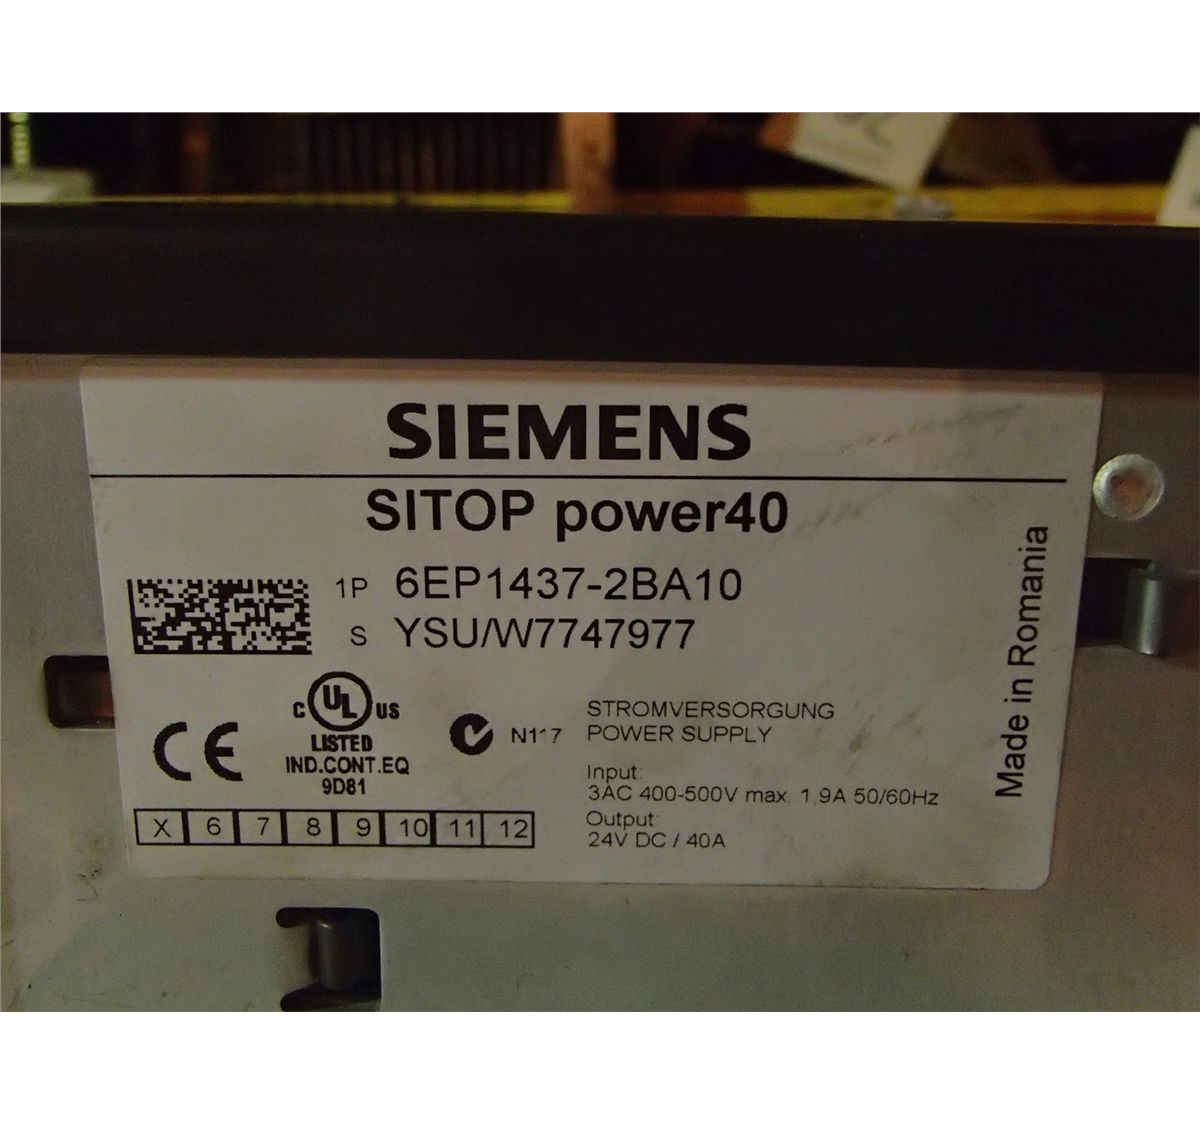 SIEMENS
SITOP power40
1P 6EP1437-2BA10
S YSU/W7747977
C UL US
LISTED
IND.CONT.EQ
9D81
CE
N117
STROMVERSORGUNG
POWER SUPPLY
Input:
3AC 400-500V max. 1,9A 50/60Hz
Output:
24V DC / 40A
X 6 7 8 9 10 11 12
Made in Romania